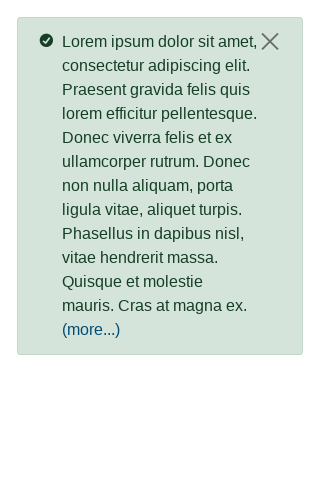 Lorem ipsum dolor sit amet,
consectetur adipiscing elit.
Praesent gravida felis quis
lorem efficitur pellentesque.
Donec viverra felis et ex
ullamcorper rutrum. Donec
non nulla aliquam, porta
ligula vitae, aliquet turpis.
Phasellus in dapibus nisl,
vitae hendrerit massa.
Quisque et molestie
mauris. Cras at magna ex.
(more...)